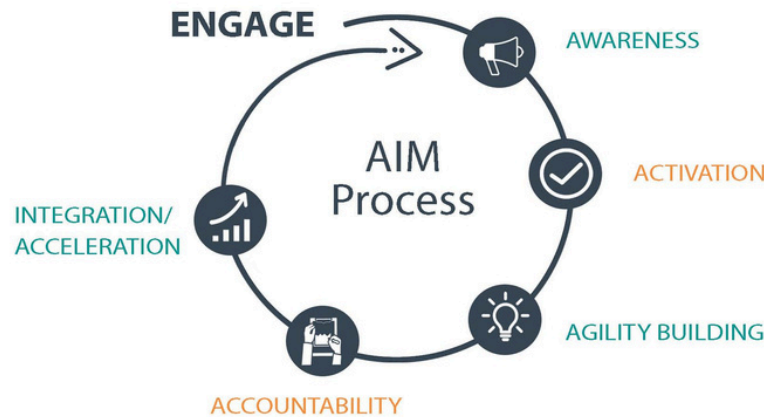 ENGAGE
AWARENESS
AIM
Process
ACTIVATION
INTEGRATION/
ACCELERATION
AGILITY BUILDING
ACCOUNTABILITY